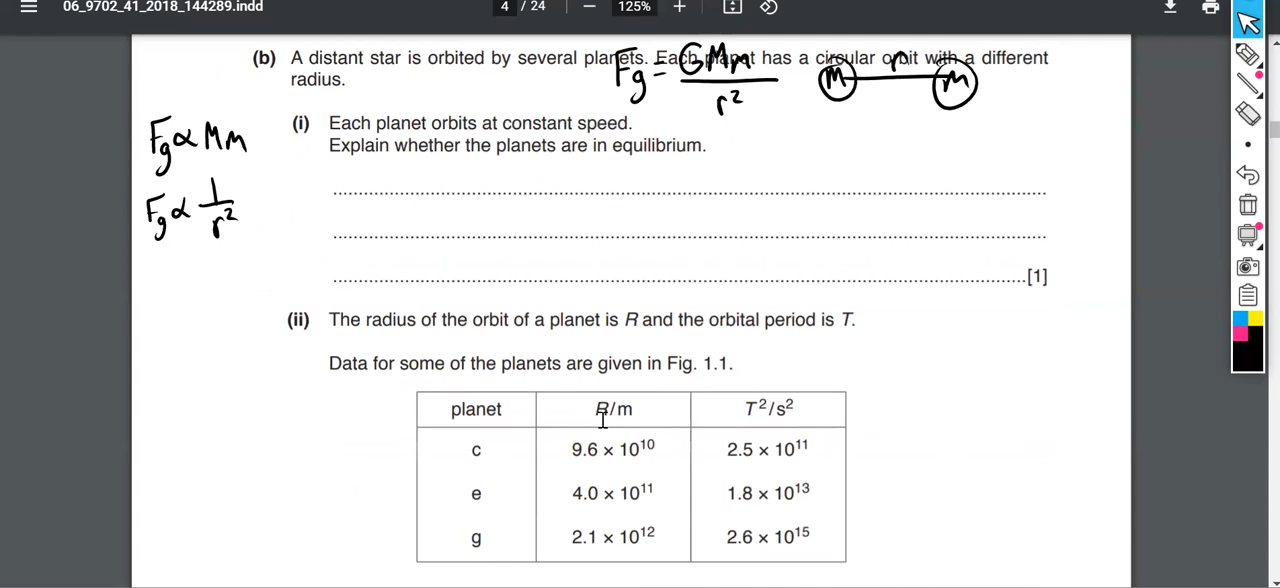 06_9702_41_2018_144289.indd
4 / 24
125%
(b) A distant star is orbited by several planets. Each planet has a circular orbit with a different
radius.
Fg = GMm
r²
M r m
Fg ∝ Mm
Fg ∝ 1
r²
(i) Each planet orbits at constant speed.
Explain whether the planets are in equilibrium.
..........................................................................................................................................
..........................................................................................................................................
......................................................................................................................................[1]
(ii) The radius of the orbit of a planet is R and the orbital period is T.
Data for some of the planets are given in Fig. 1.1.
planet R/m T²/s²
c 9.6 × 10¹⁰ 2.5 × 10¹¹
e 4.0 × 10¹¹ 1.8 × 10¹³
g 2.1 × 10¹² 2.6 × 10¹⁵